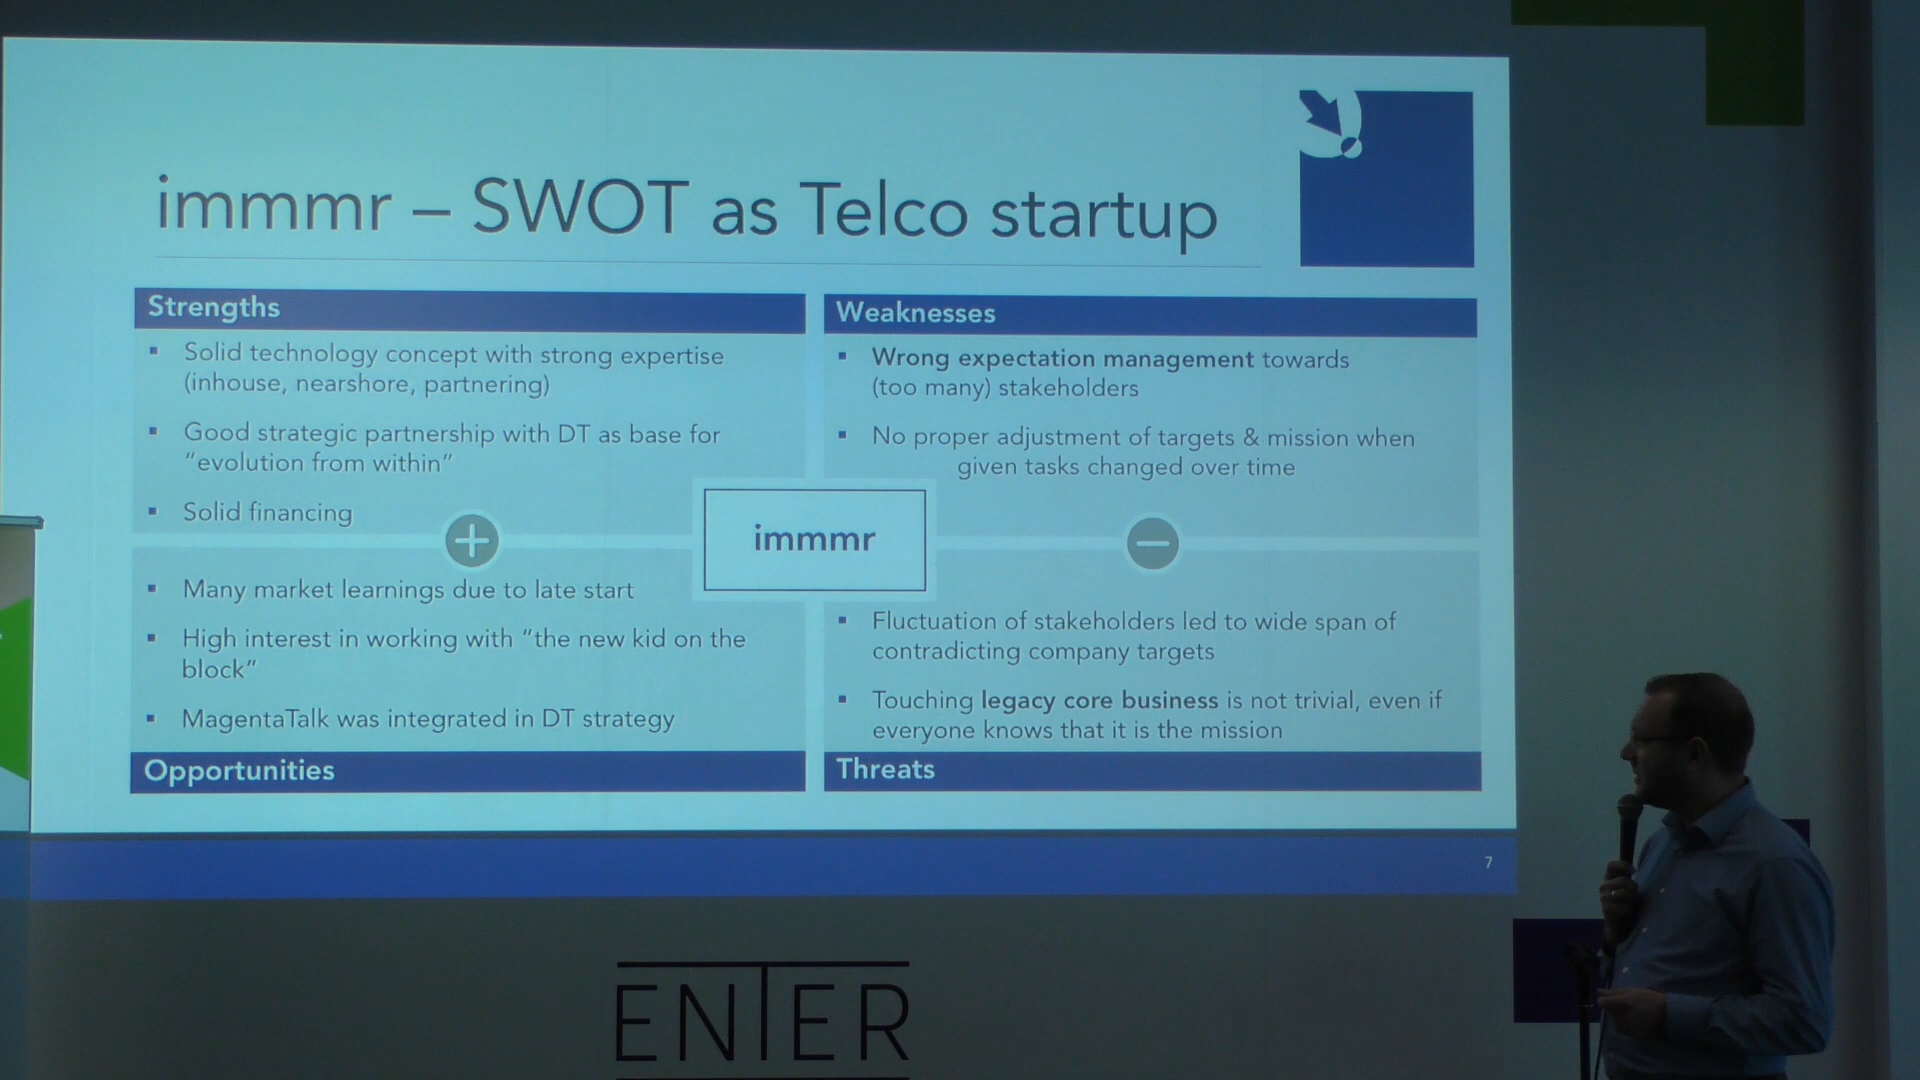 immmr – SWOT as Telco startup
Strengths
▪ Solid technology concept with strong expertise
(inhouse, nearshore, partnering)
▪ Good strategic partnership with DT as base for
“evolution from within”
▪ Solid financing
Weaknesses
▪ Wrong expectation management towards
(too many) stakeholders
▪ No proper adjustment of targets & mission when
given tasks changed over time
immmr
▪ Many market learnings due to late start
▪ High interest in working with “the new kid on the
block”
▪ MagentaTalk was integrated in DT strategy
Opportunities
▪ Fluctuation of stakeholders led to wide span of
contradicting company targets
▪ Touching legacy core business is not trivial, even if
everyone knows that it is the mission
Threats
7
ENTER